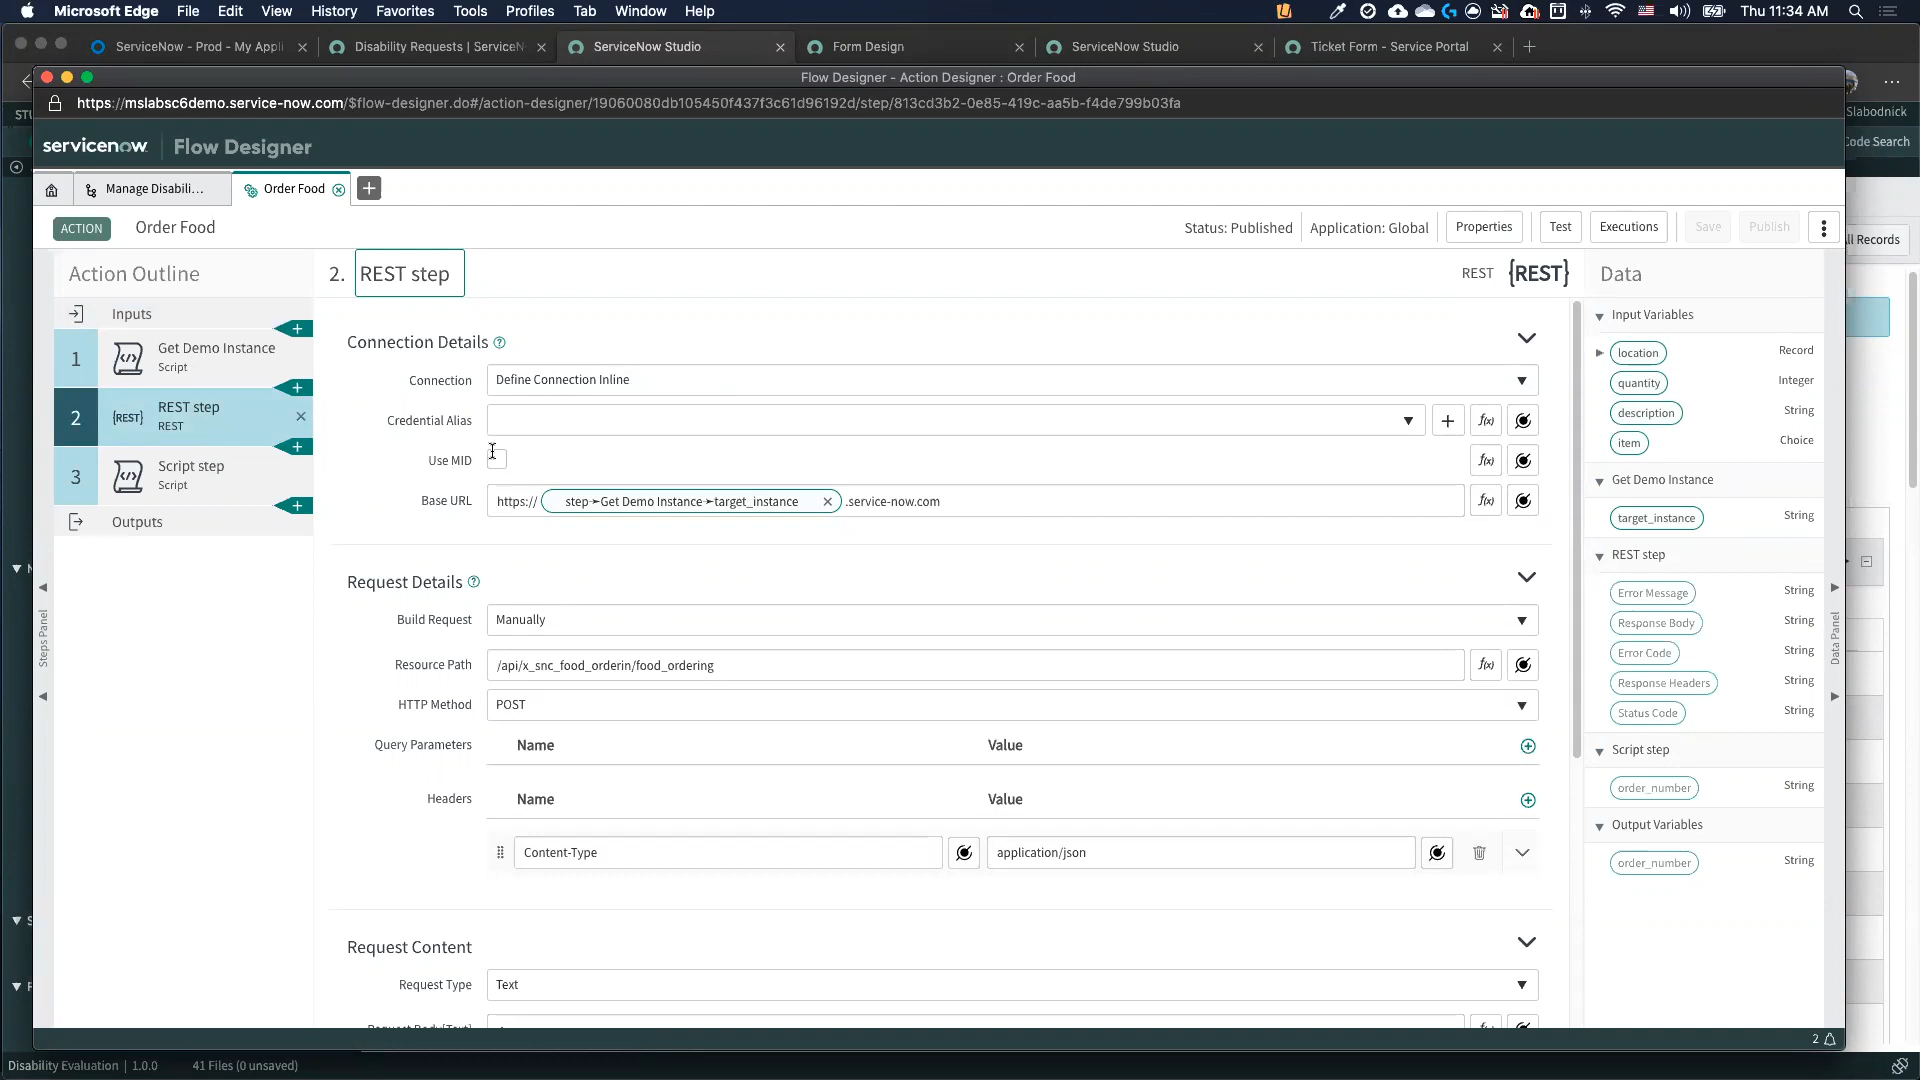 Microsoft Edge File Edit View History Favorites Tools Profiles Tab Window Help Thu 11:34 AM
ServiceNow - Prod - My Appli Disability Requests | ServiceN ServiceNow Studio Form Design ServiceNow Studio Ticket Form - Service Portal
Flow Designer - Action Designer : Order Food
https://mslabsc6demo.service-now.com/$flow-designer.do#/action-designer/19060080db105450f437f3c61d96192d/step/813cd3b2-0e85-419c-aa5b-f4de799b03fa
Slabodnick
servicenow Flow Designer
Code Search
Manage Disabili... Order Food
ACTION Order Food Status: Published Application: Global Properties Test Executions Save Publish
All Records
Action Outline 2. REST step REST {REST} Data
Inputs
1 Get Demo Instance
Script
2 {REST} REST step
REST
3 Script step
Script
Outputs
Steps Panel
Connection Details
Connection Define Connection Inline
Credential Alias f(x)
Use MID f(x)
Base URL https:// step➛Get Demo Instance➛target_instance .service-now.com f(x)
Request Details
Build Request Manually
Resource Path /api/x_snc_food_orderin/food_ordering f(x)
HTTP Method POST
Query Parameters Name Value
Headers Name Value
Content-Type application/json
Request Content
Request Type Text
Request Body[Text]
Input Variables
location Record
quantity Integer
description String
item Choice
Get Demo Instance
target_instance String
REST step
Error Message String
Response Body String
Error Code String
Response Headers String
Status Code String
Script step
order_number String
Output Variables
order_number String
Data Panel
2
Disability Evaluation | 1.0.0 41 Files (0 unsaved)